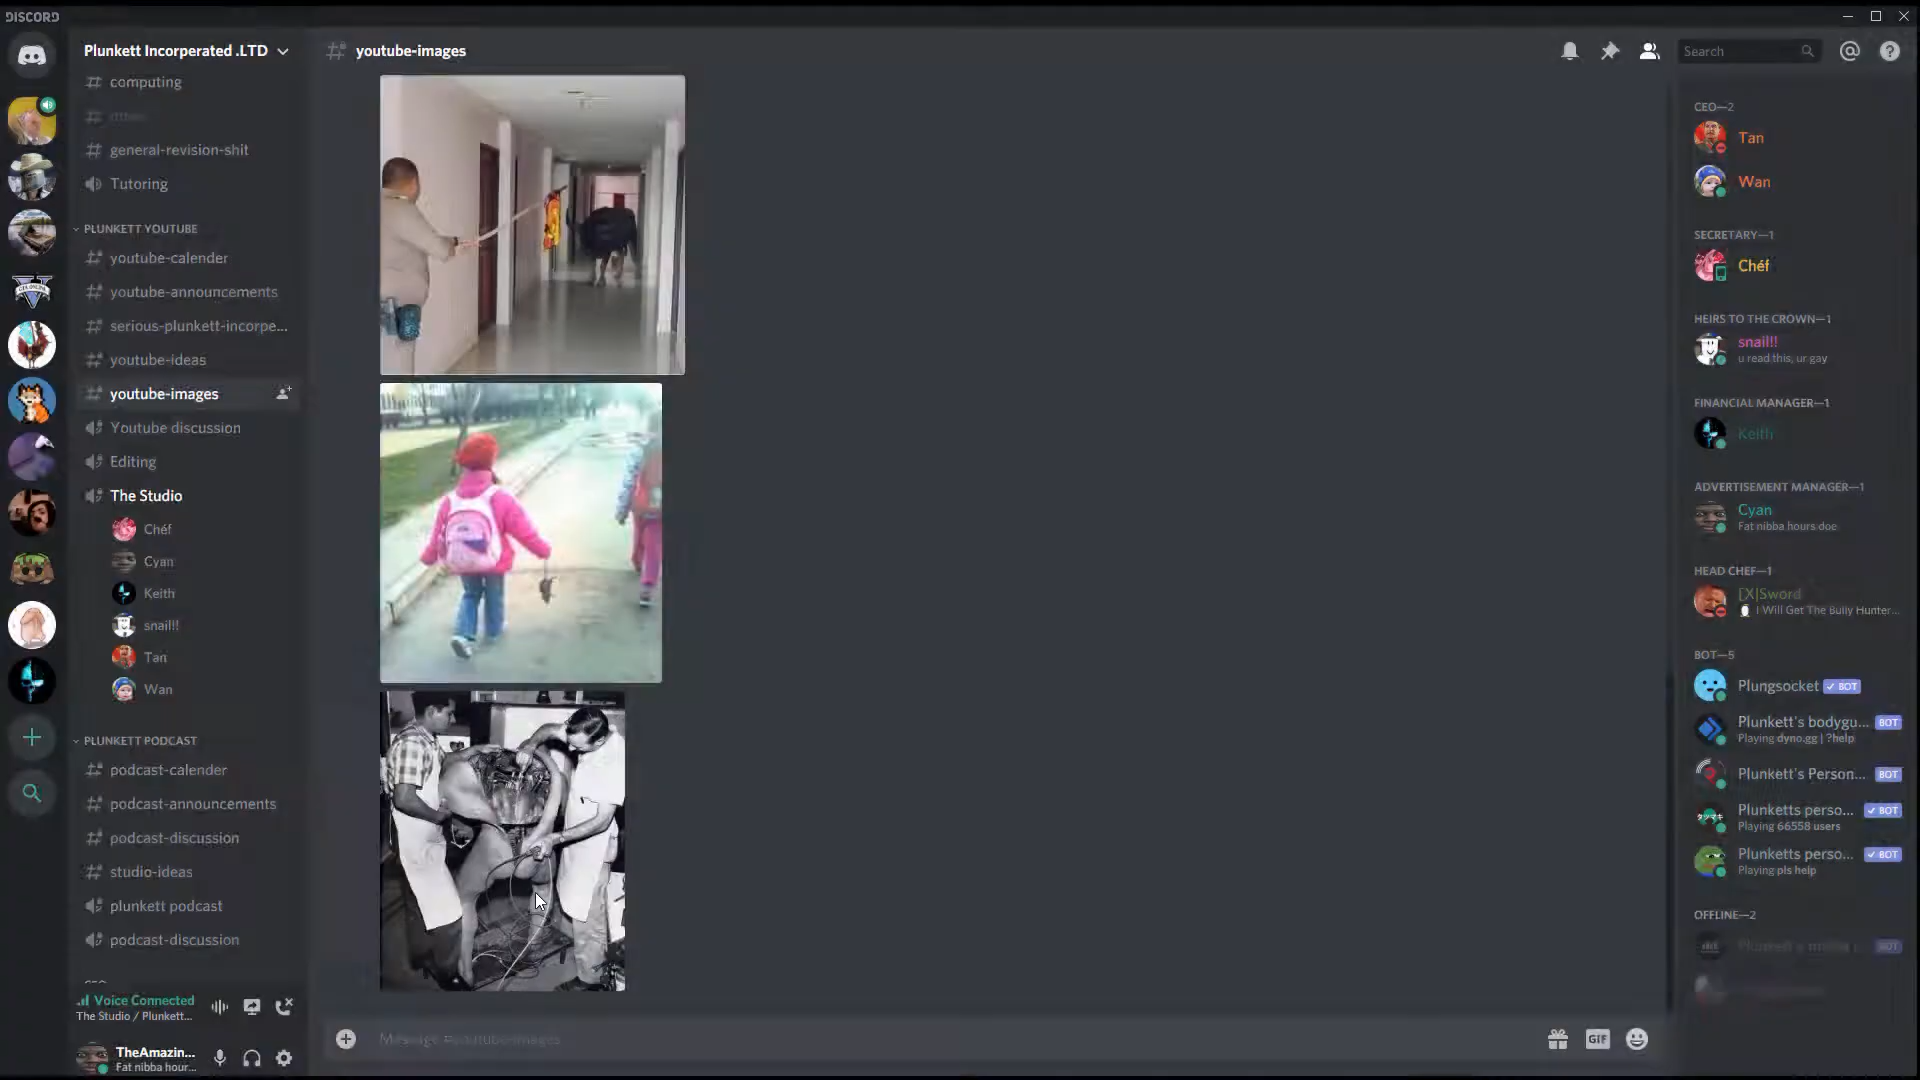 DISCORD
Plunkett Incorperated .LTD
computing
general-revision-shit
Tutoring
PLUNKETT YOUTUBE
youtube-calender
youtube-announcements
serious-plunkett-incorpe...
youtube-ideas
youtube-images
Youtube discussion
Editing
The Studio
Chéf
Cyan
Keith
snail!!
Tan
Wan
PLUNKETT PODCAST
podcast-calender
podcast-announcements
podcast-discussion
studio-ideas
plunkett podcast
podcast-discussion
Voice Connected
The Studio / Plunkett...
TheAmazin...
Fat nibba hour...
youtube-images
Message #youtube-images
GIF
Search
CEO—2
Tan
Wan
SECRETARY—1
Chéf
HEIRS TO THE CROWN—1
snail!!
u read this, ur gay
FINANCIAL MANAGER—1
Keith
ADVERTISEMENT MANAGER—1
Cyan
Fat nibba hours doe
HEAD CHEF—1
[X]Sword
I Will Get The Bully Hunter...
BOT—5
Plungsocket BOT
Plunkett's bodygu... BOT
Playing dyno.gg | ?help
Plunkett's Person... BOT
Plunketts perso... BOT
Playing 66558 users
Plunketts perso... BOT
Playing pls help
OFFLINE—2
BOT